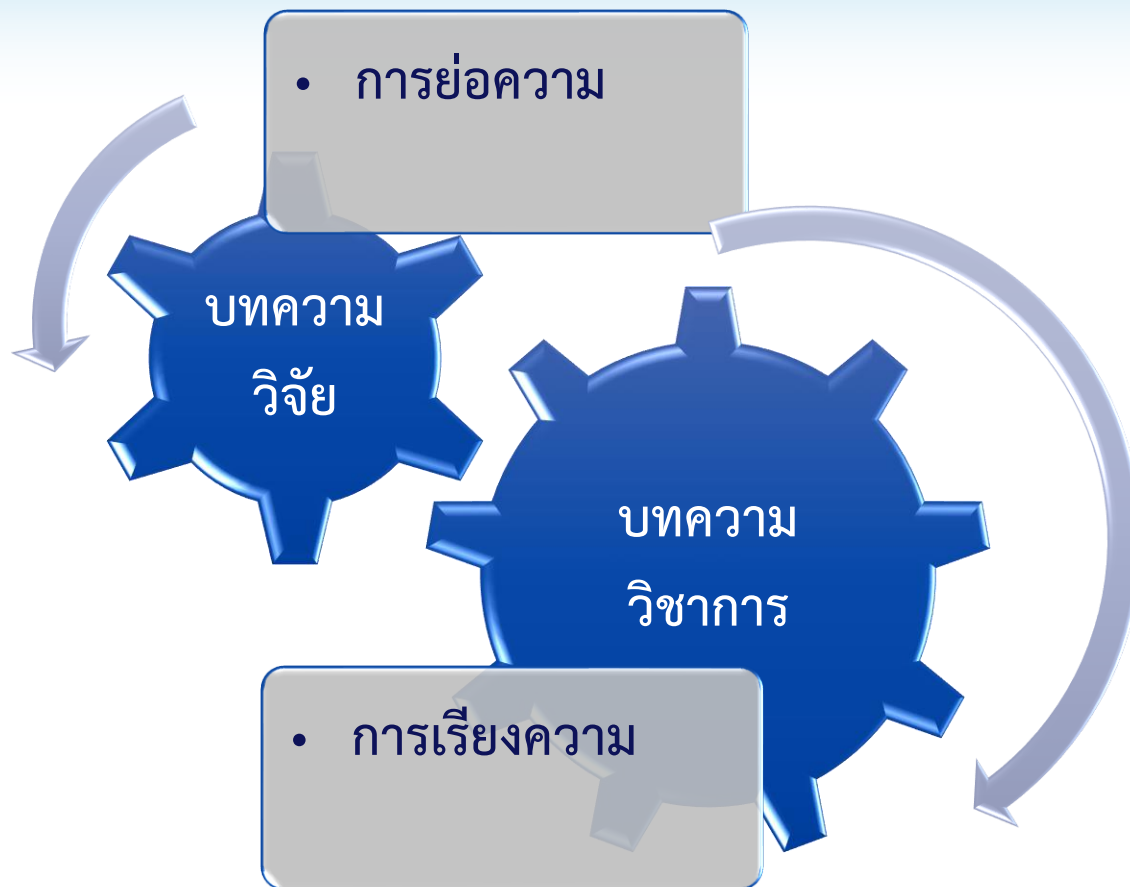 • การย่อความ
บทความ
วิจัย
บทความ
วิชาการ
• การเรียงความ